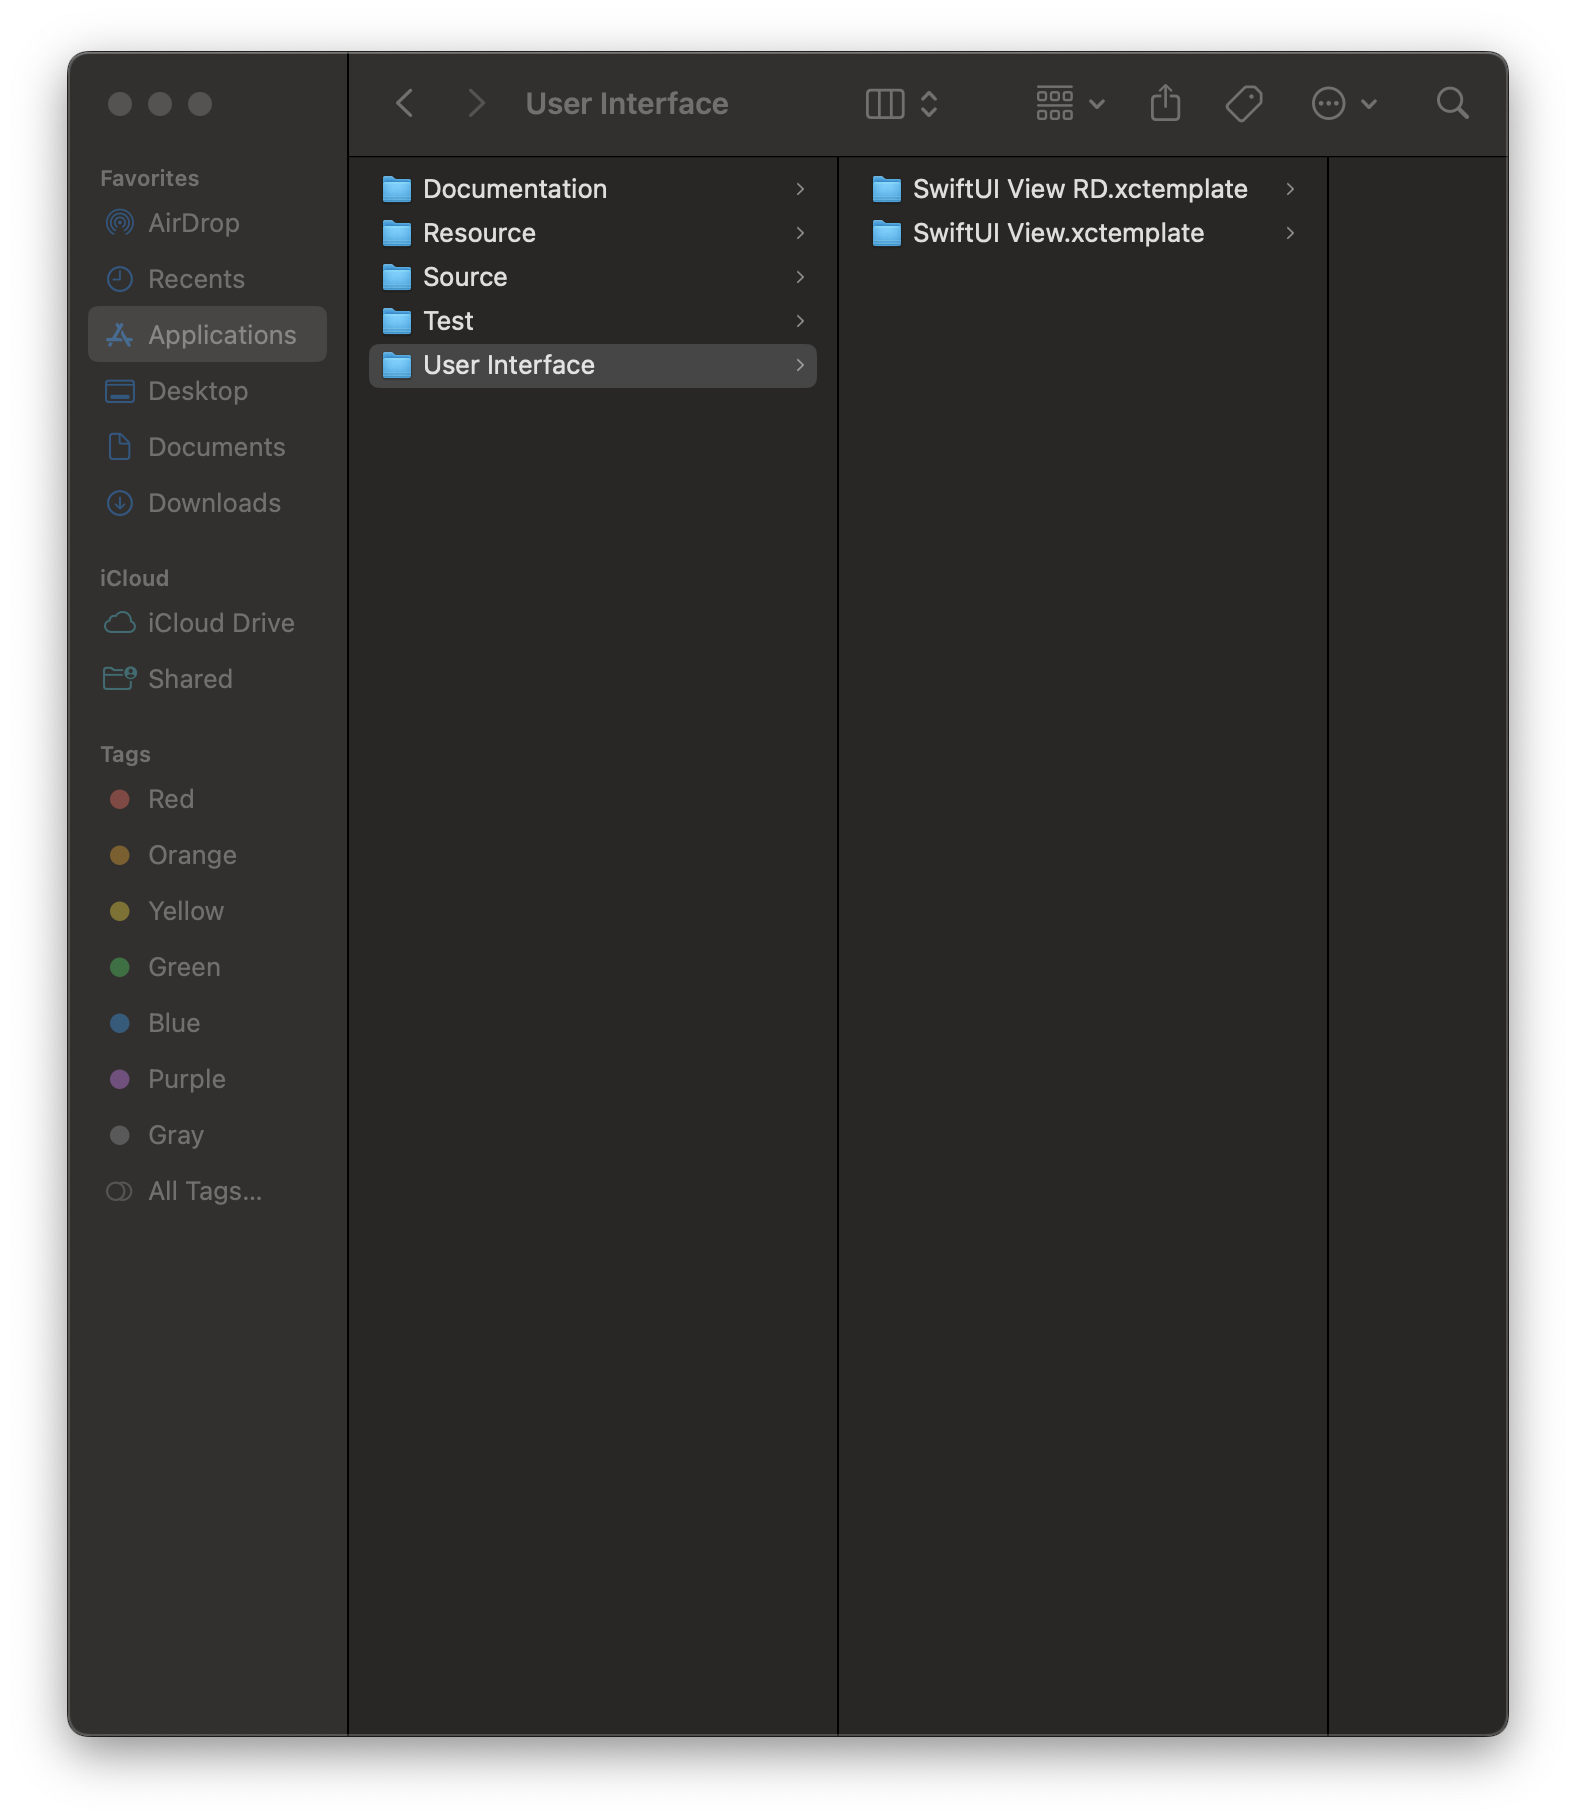 User Interface
Favorites
AirDrop
Recents
Applications
Desktop
Documents
Downloads
iCloud
iCloud Drive
Shared
Tags
Red
Orange
Yellow
Green
Blue
Purple
Gray
All Tags...
Documentation
Resource
Source
Test
User Interface
SwiftUI View RD.xctemplate
SwiftUI View.xctemplate